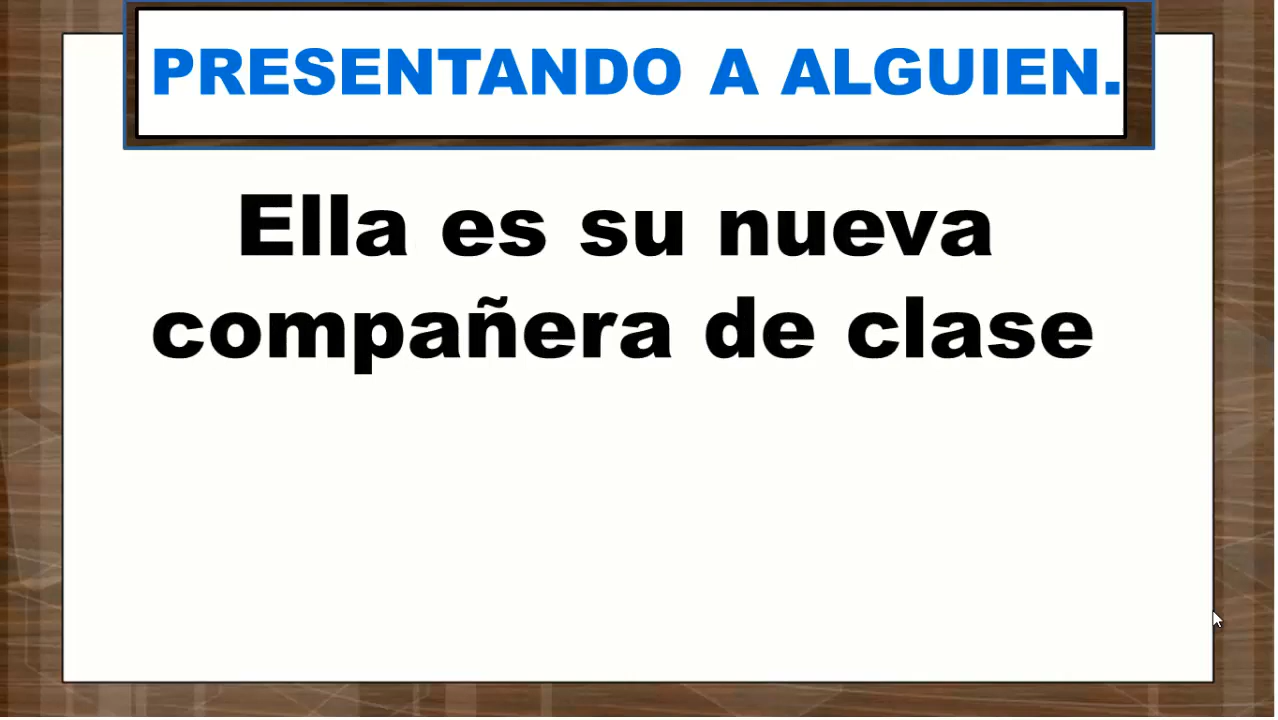 PRESENTANDO A ALGUIEN.
Ella es su nueva
compañera de clase